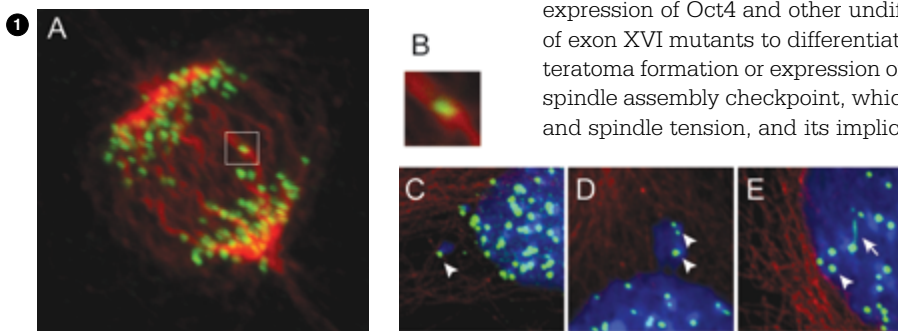 1
A
B
expression of Oct4 and other undif
of exon XVI mutants to differentiat
teratoma formation or expression o
spindle assembly checkpoint, whic
and spindle tension, and its implic
C
D
E